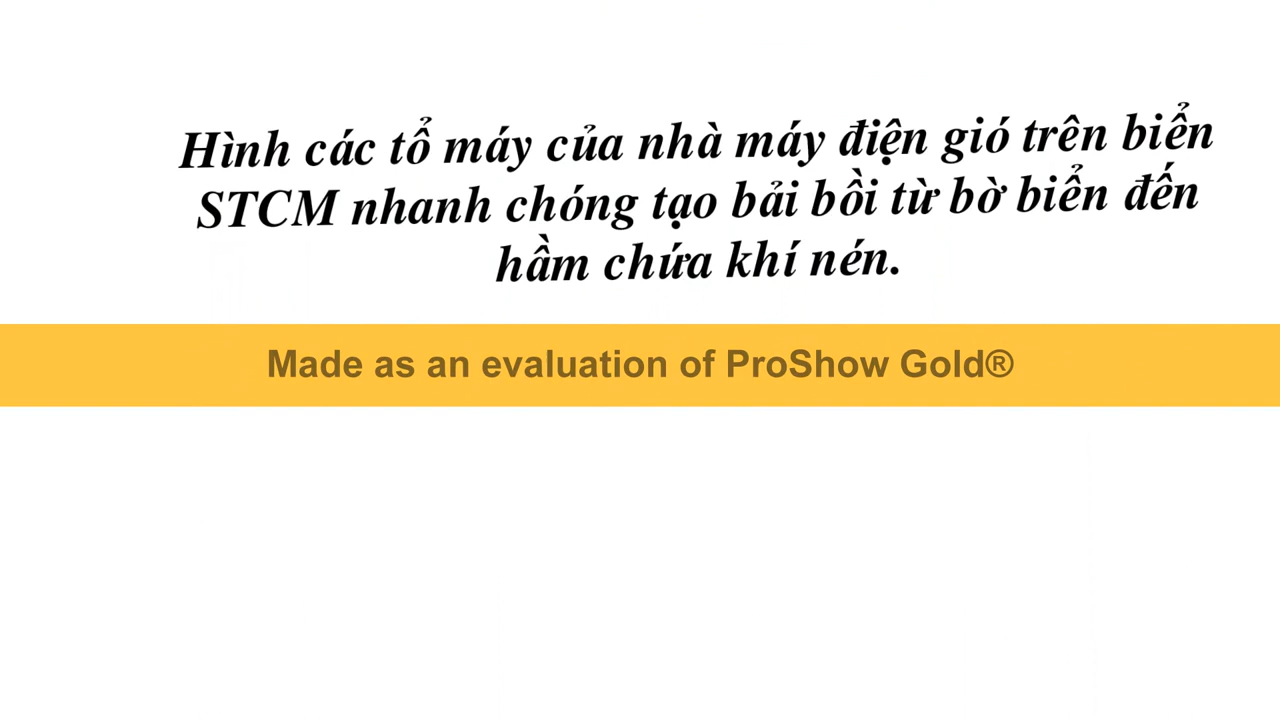 Hình các tổ máy của nhà máy điện gió trên biển
STCM nhanh chóng tạo bải bồi từ bờ biển đến
hầm chứa khí nén.
Made as an evaluation of ProShow Gold®